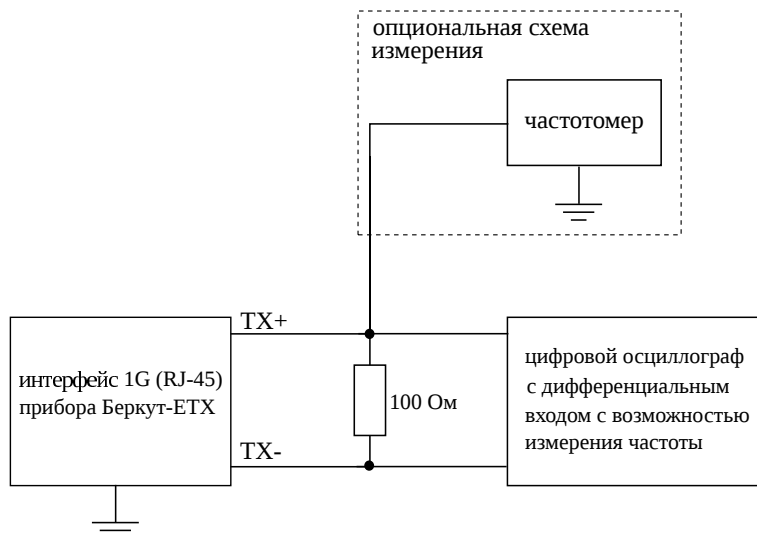 опциональная схема
измерения
частотомер
TX+
интерфейс 1G (RJ-45)
прибора Беркут-ETX
100 Ом
цифровой осциллограф
с дифференциальным
входом с возможностью
измерения частоты
TX-